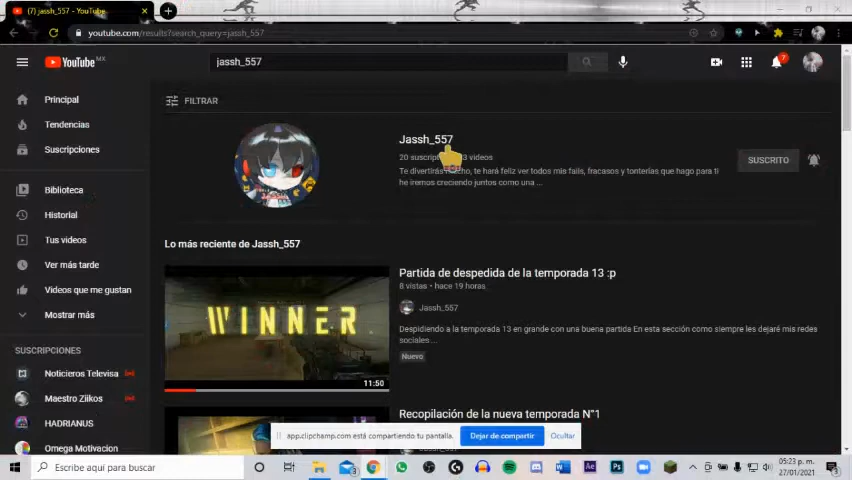 (7) jassh_557 - YouTube
youtube.com/results?search_query=jassh_557
YouTube MX
jassh_557
7
Principal
Tendencias
Suscripciones
Biblioteca
Historial
Tus videos
Ver más tarde
Videos que me gustan
Mostrar más
SUSCRIPCIONES
Noticieros Televisa
Maestro Ziikos
HADRIANUS
Omega Motivacion
FILTRAR
Jassh_557
20 3 videos
Te divertirás mucho, te hará feliz ver todos mis fails, fracasos y tonterías que hago para ti
he iremos creciendo juntos como una ...
SUSCRITO
Lo más reciente de Jassh_557
WINNER
11:50
Partida de despedida de la temporada 13 :p
8 vistas • hace 19 horas
Jassh_557
Despidiendo a la temporada 13 en grande con una buena partida En esta sección como siempre les dejaré mis redes
sociales ...
Nuevo
Recopilación de la nueva temporada N°1
app.clipchamp.com está compartiendo tu pantalla.
Dejar de compartir
Ocultar
Escribe aquí para buscar
05:23 p. m.
27/01/2021